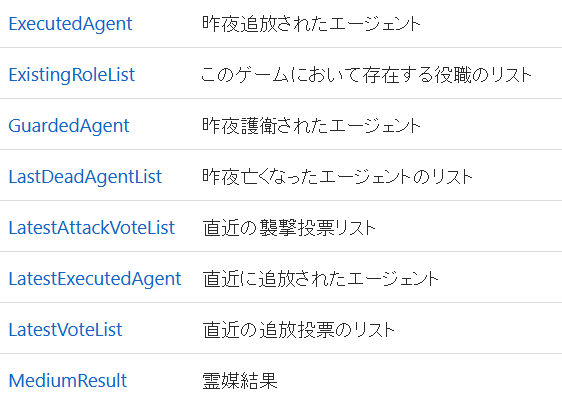 ExecutedAgent 昨夜追放されたエージェント
ExistingRoleList このゲームにおいて存在する役職のリスト
GuardedAgent 昨夜護衛されたエージェント
LastDeadAgentList 昨夜亡くなったエージェントのリスト
LatestAttackVoteList 直近の襲撃投票リスト
LatestExecutedAgent 直近に追放されたエージェント
LatestVoteList 直近の追放投票のリスト
MediumResult 霊媒結果